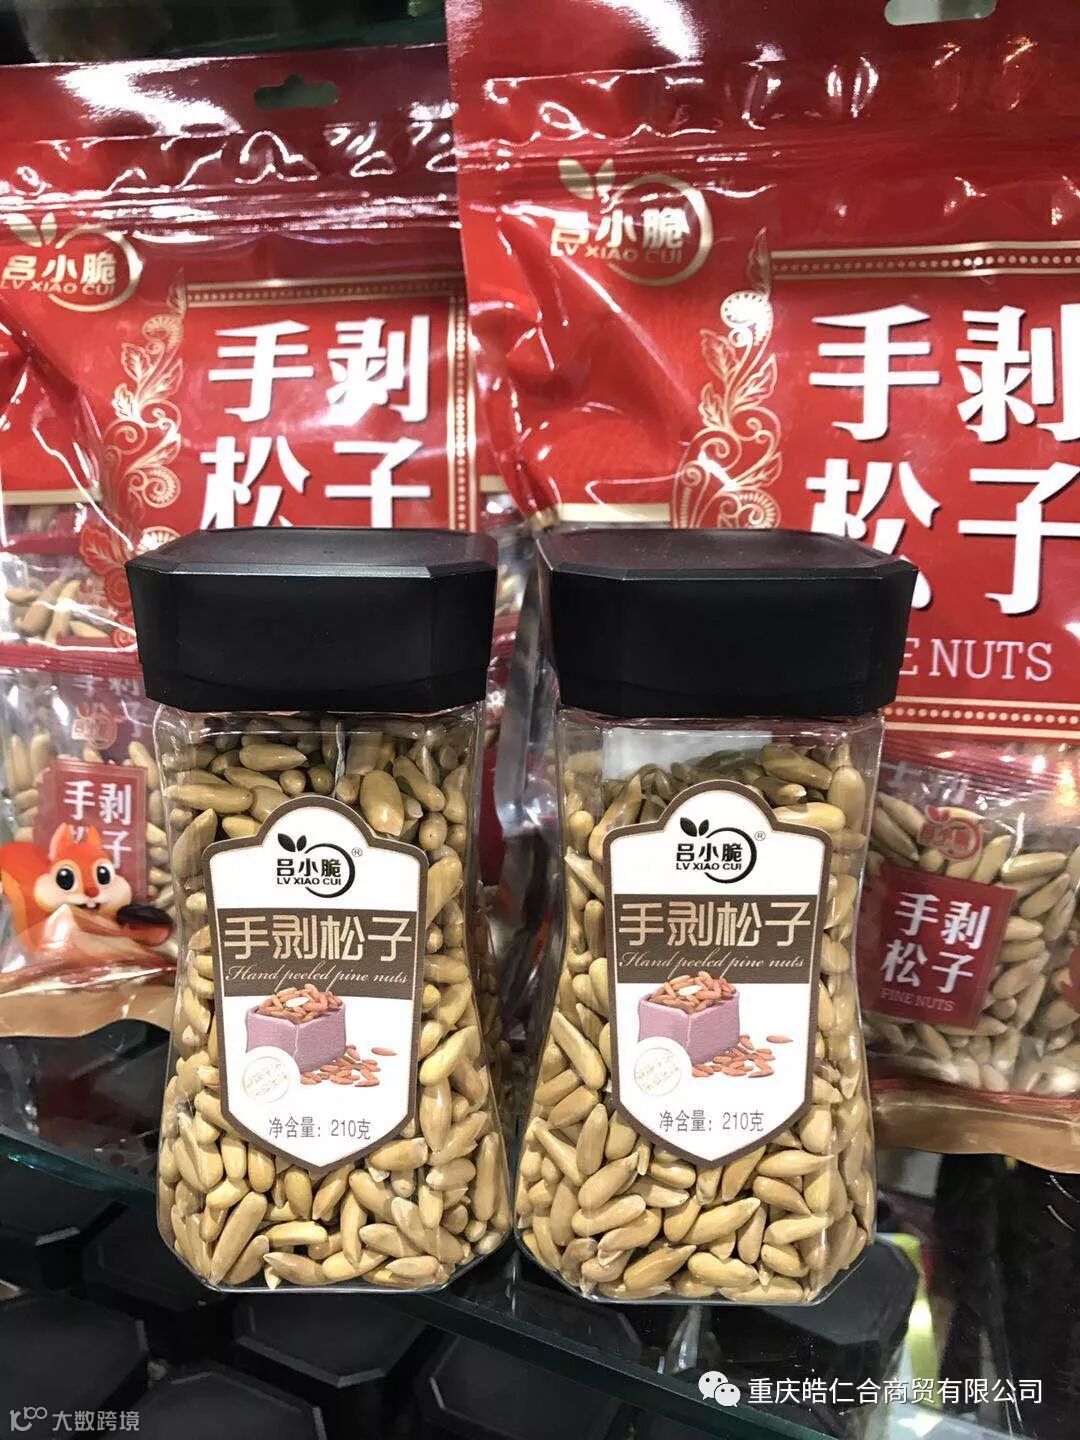 吕小脆
LV XIAO CUI
手剥
松子
吕小脆
LV XIAO CUI
手剥
松子
NE NUTS
手剥
松子
吕小脆
LV XIAO CUI
®
手剥松子
Hand peeled pine nuts
净含量：210克
吕小脆
LV XIAO CUI
®
手剥松子
Hand peeled pine nuts
净含量：210克
吕小脆
手剥
松子
PINE NUTS
重庆皓仁合商贸有限公司
大数跨境